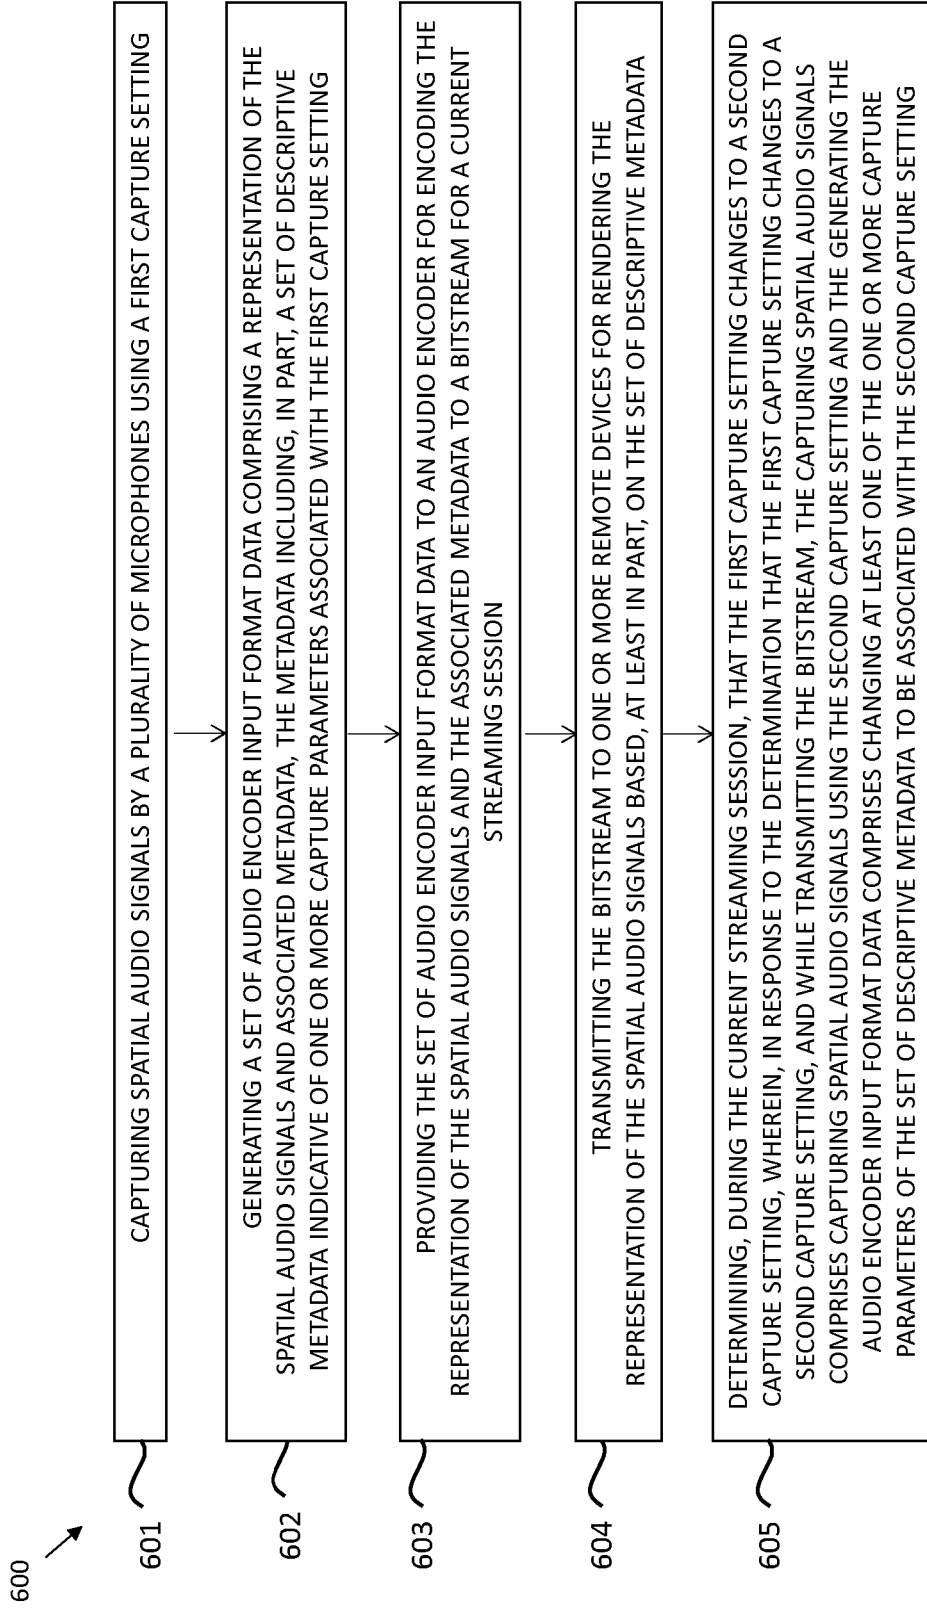 600
601
CAPTURING SPATIAL AUDIO SIGNALS BY A PLURALITY OF MICROPHONES USING A FIRST CAPTURE SETTING
602
GENERATING A SET OF AUDIO ENCODER INPUT FORMAT DATA COMPRISING A REPRESENTATION OF THE
SPATIAL AUDIO SIGNALS AND ASSOCIATED METADATA, THE METADATA INCLUDING, IN PART, A SET OF DESCRIPTIVE
METADATA INDICATIVE OF ONE OR MORE CAPTURE PARAMETERS ASSOCIATED WITH THE FIRST CAPTURE SETTING
603
PROVIDING THE SET OF AUDIO ENCODER INPUT FORMAT DATA TO AN AUDIO ENCODER FOR ENCODING THE
REPRESENTATION OF THE SPATIAL AUDIO SIGNALS AND THE ASSOCIATED METADATA TO A BITSTREAM FOR A CURRENT
STREAMING SESSION
604
TRANSMITTING THE BITSTREAM TO ONE OR MORE REMOTE DEVICES FOR RENDERING THE
REPRESENTATION OF THE SPATIAL AUDIO SIGNALS BASED, AT LEAST IN PART, ON THE SET OF DESCRIPTIVE METADATA
605
DETERMINING, DURING THE CURRENT STREAMING SESSION, THAT THE FIRST CAPTURE SETTING CHANGES TO A SECOND
CAPTURE SETTING, WHEREIN, IN RESPONSE TO THE DETERMINATION THAT THE FIRST CAPTURE SETTING CHANGES TO A
SECOND CAPTURE SETTING, AND WHILE TRANSMITTING THE BITSTREAM, THE CAPTURING SPATIAL AUDIO SIGNALS
COMPRISES CAPTURING SPATIAL AUDIO SIGNALS USING THE SECOND CAPTURE SETTING AND THE GENERATING THE
AUDIO ENCODER INPUT FORMAT DATA COMPRISES CHANGING AT LEAST ONE OF THE ONE OR MORE CAPTURE
PARAMETERS OF THE SET OF DESCRIPTIVE METADATA TO BE ASSOCIATED WITH THE SECOND CAPTURE SETTING